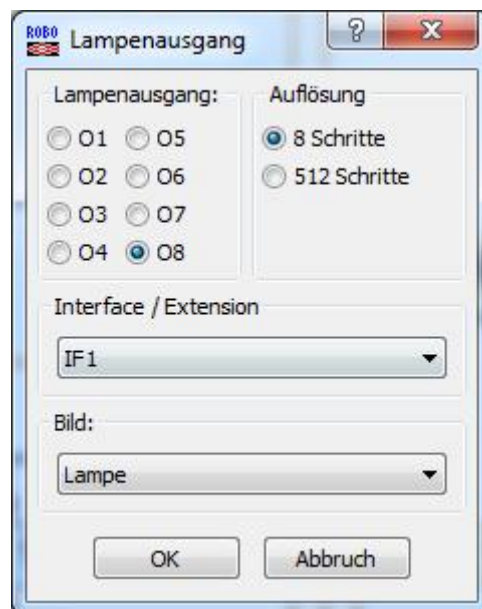 ROBO Lampenausgang ? X
Lampenausgang:
O1 O5
O2 O6
O3 O7
O4 O8
Auflösung
8 Schritte
512 Schritte
Interface / Extension
IF1
Bild:
Lampe
OK Abbruch